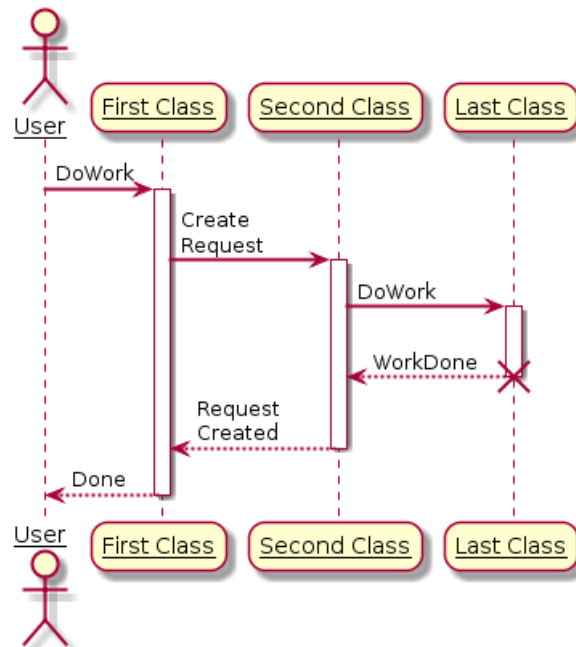 User
First Class
Second Class
Last Class
DoWork
Create
Request
DoWork
WorkDone
Request
Created
Done
User
First Class
Second Class
Last Class